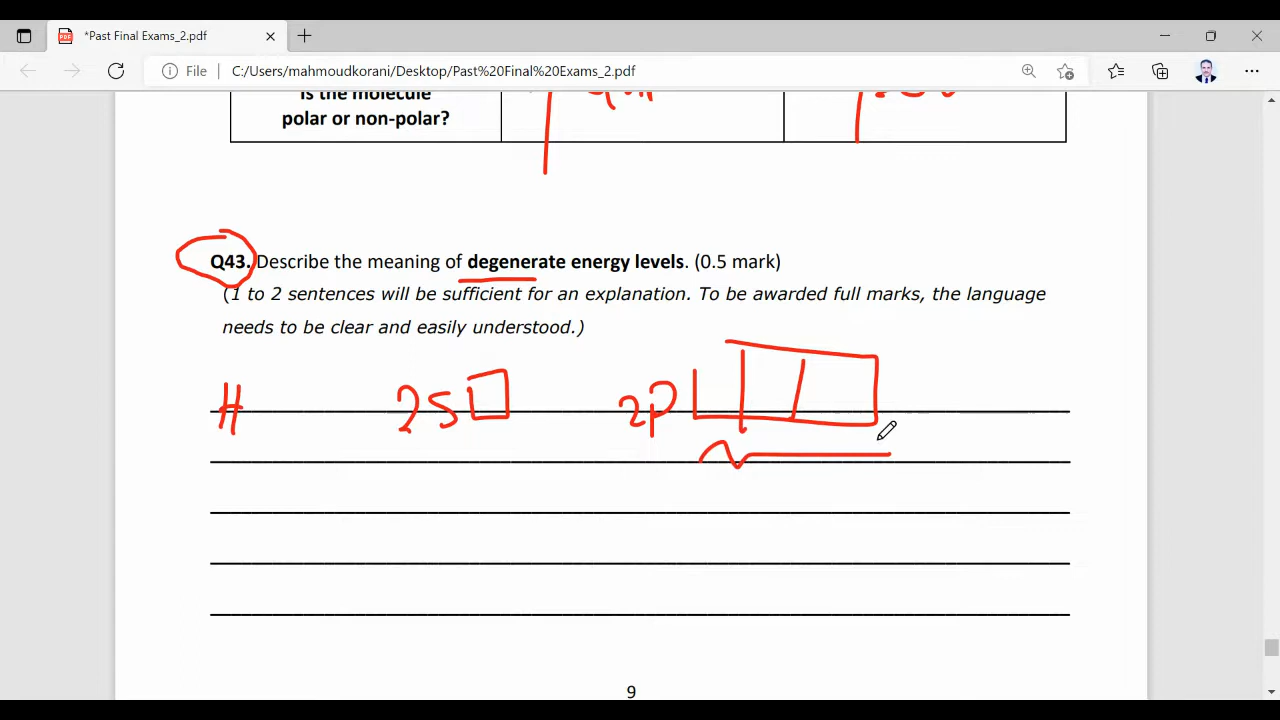 *Past Final Exams_2.pdf
File C:/Users/mahmoudkorani/Desktop/Past%20Final%20Exams_2.pdf
Is the molecule
polar or non-polar?
Q43. Describe the meaning of degenerate energy levels. (0.5 mark)
(1 to 2 sentences will be sufficient for an explanation. To be awarded full marks, the language
needs to be clear and easily understood.)
H 2S 2P
9